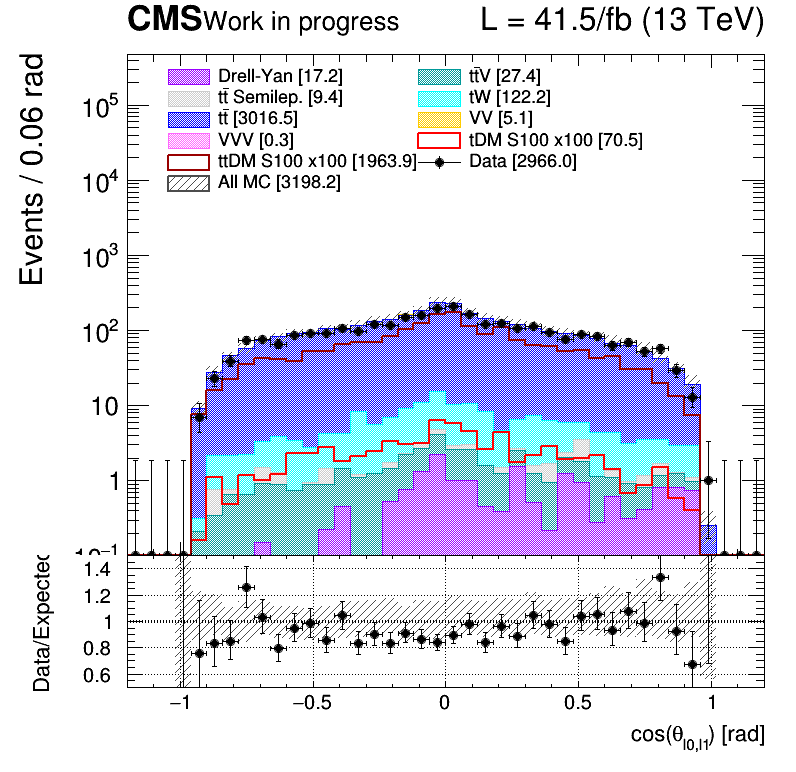 CMS Work in progress L = 41.5/fb (13 TeV)
Events / 0.06 rad
Drell-Yan [17.2] tt̄V [27.4]
tt̄ Semilep. [9.4] tW [122.2]
tt̄ [3016.5] VV [5.1]
VVV [0.3] tDM S100 x100 [70.5]
ttDM S100 x100 [1963.9] Data [2966.0]
All MC [3198.2]
10⁵
10⁴
10³
10²
10
1
10⁻¹
Data/Expected
1.4
1.2
1
0.8
0.6
−1 −0.5 0 0.5 1
cos(θ_l0,l1) [rad]